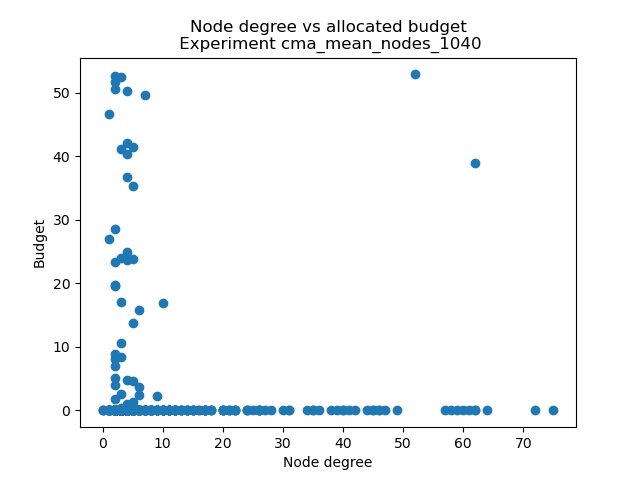 Node degree vs allocated budget
Experiment cma_mean_nodes_1040
50
40
30
20
10
0
Budget
0 10 20 30 40 50 60 70
Node degree